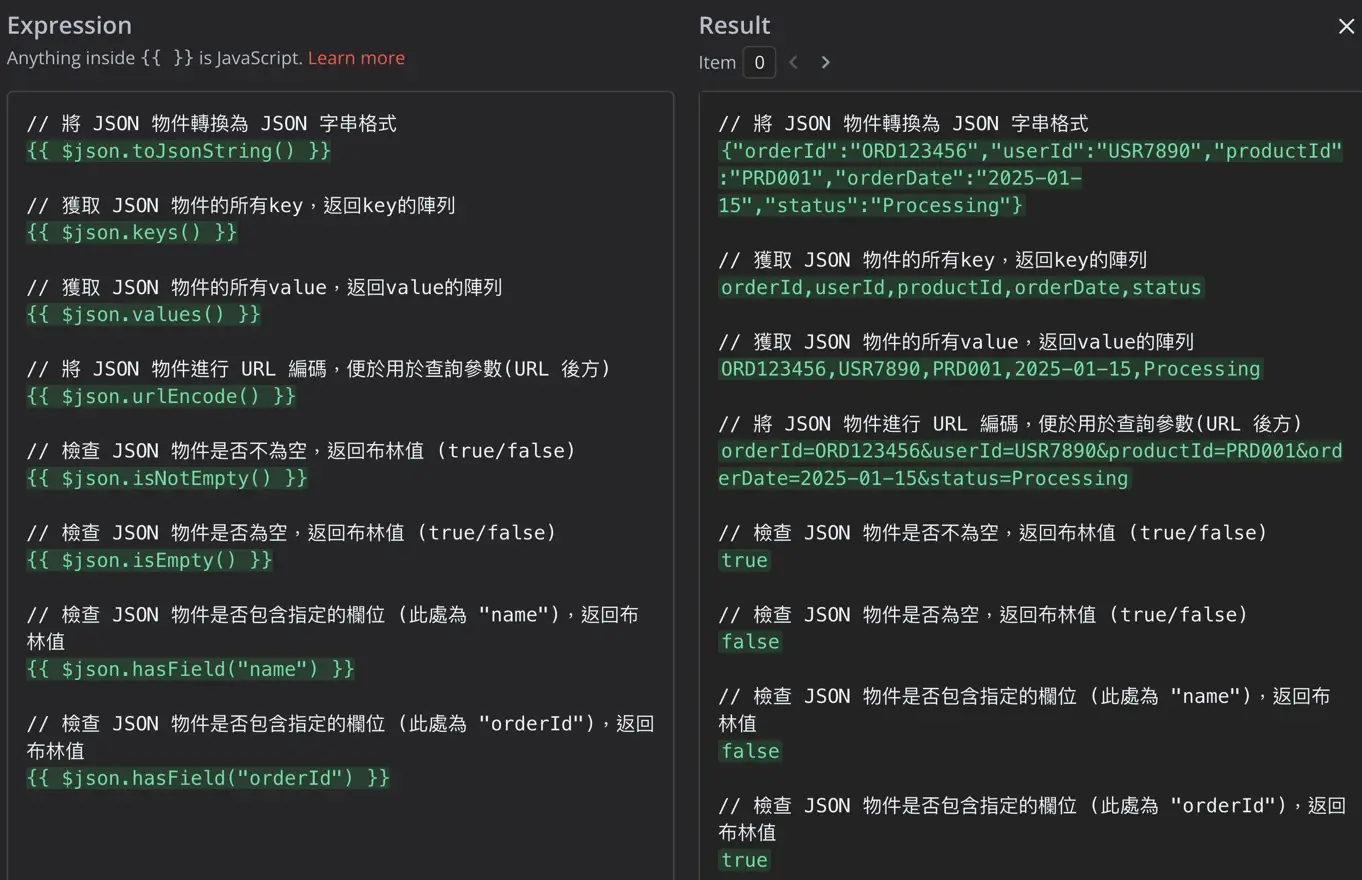 Expression
Anything inside {{ }} is JavaScript. Learn more
// 將 JSON 物件轉換為 JSON 字串格式
{{ $json.toJsonString() }}
// 獲取 JSON 物件的所有key，返回key的陣列
{{ $json.keys() }}
// 獲取 JSON 物件的所有value，返回value的陣列
{{ $json.values() }}
// 將 JSON 物件進行 URL 編碼，便於用於查詢參數(URL 後方)
{{ $json.urlEncode() }}
// 檢查 JSON 物件是否不為空，返回布林值 (true/false)
{{ $json.isNotEmpty() }}
// 檢查 JSON 物件是否為空，返回布林值 (true/false)
{{ $json.isEmpty() }}
// 檢查 JSON 物件是否包含指定的欄位 (此處為 "name")，返回布
林值
{{ $json.hasField("name") }}
// 檢查 JSON 物件是否包含指定的欄位 (此處為 "orderId")，返回
布林值
{{ $json.hasField("orderId") }}
Result
Item 0
// 將 JSON 物件轉換為 JSON 字串格式
{"orderId":"ORD123456","userId":"USR7890","productId"
:"PRD001","orderDate":"2025-01-
15","status":"Processing"}
// 獲取 JSON 物件的所有key，返回key的陣列
orderId,userId,productId,orderDate,status
// 獲取 JSON 物件的所有value，返回value的陣列
ORD123456,USR7890,PRD001,2025-01-15,Processing
// 將 JSON 物件進行 URL 編碼，便於用於查詢參數(URL 後方)
orderId=ORD123456&userId=USR7890&productId=PRD001&ord
erDate=2025-01-15&status=Processing
// 檢查 JSON 物件是否不為空，返回布林值 (true/false)
true
// 檢查 JSON 物件是否為空，返回布林值 (true/false)
false
// 檢查 JSON 物件是否包含指定的欄位 (此處為 "name")，返回布
林值
false
// 檢查 JSON 物件是否包含指定的欄位 (此處為 "orderId")，返回
布林值
true